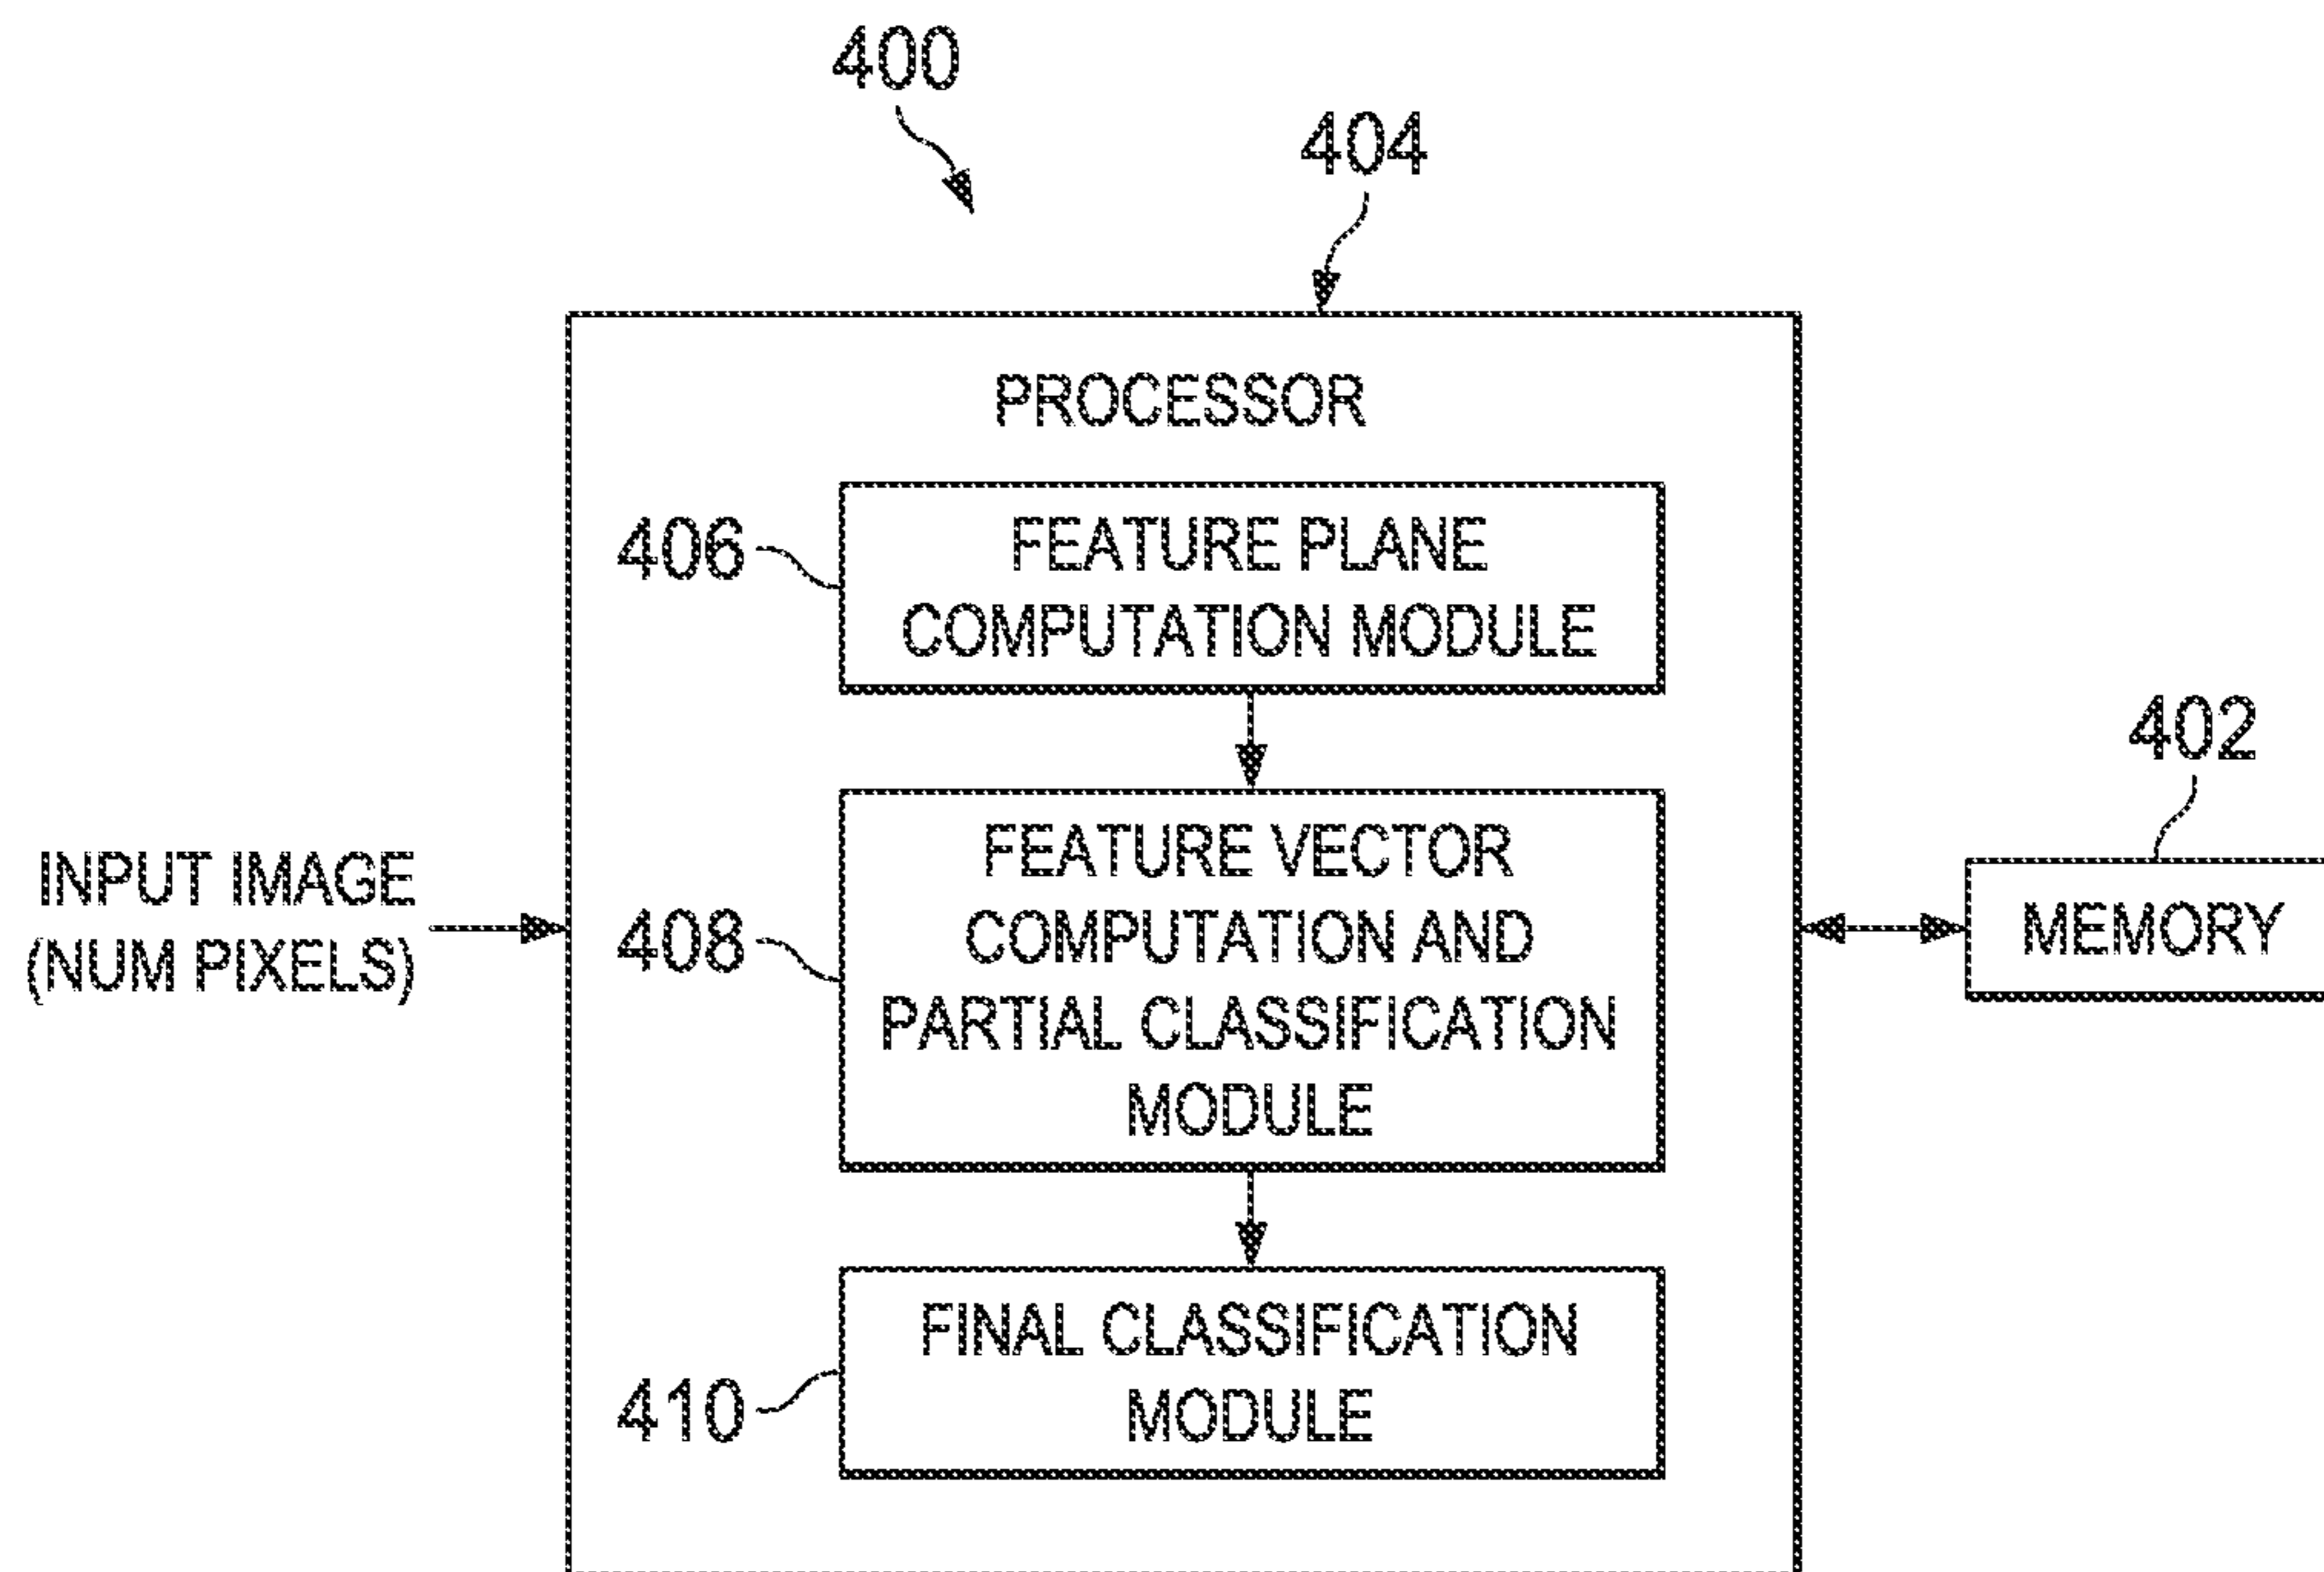 400
404
PROCESSOR
406
FEATURE PLANE
COMPUTATION MODULE
402
INPUT IMAGE
(NUM PIXELS)
408
FEATURE VECTOR
COMPUTATION AND
PARTIAL CLASSIFICATION
MODULE
MEMORY
410
FINAL CLASSIFICATION
MODULE